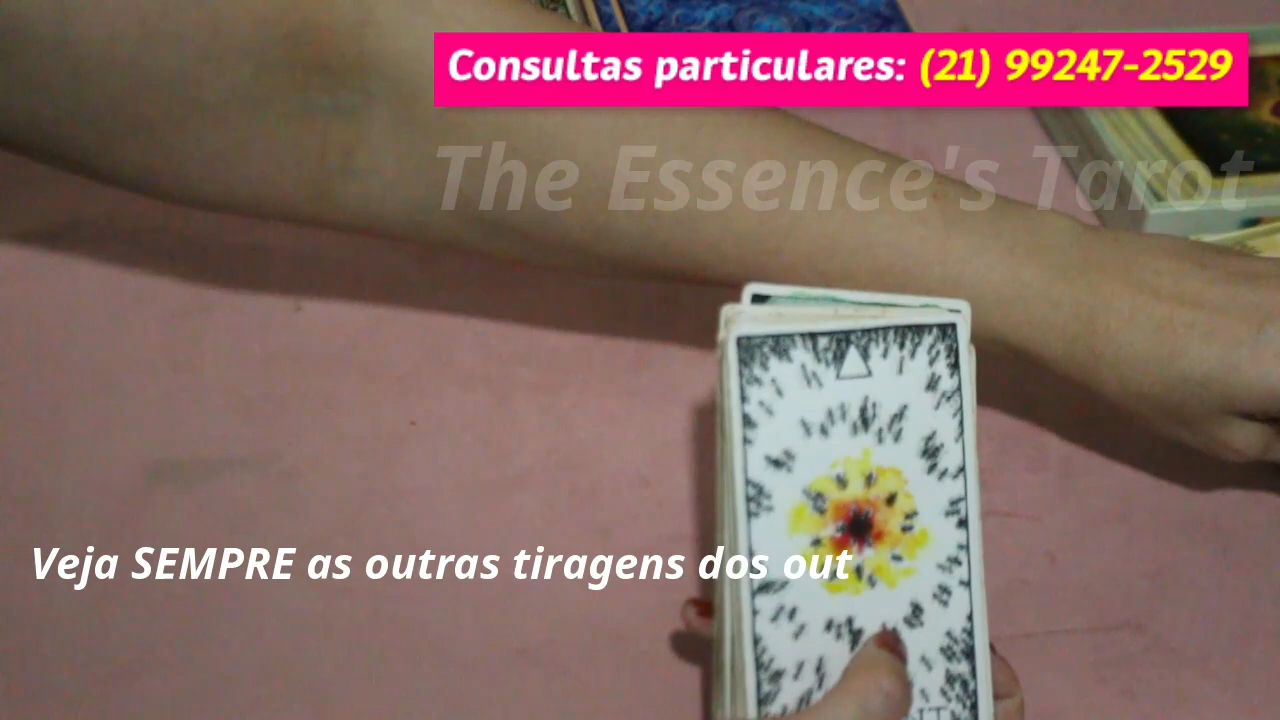 Consultas particulares: (21) 99247-2529
The Essence's Tarot
Veja SEMPRE as outras tiragens dos out